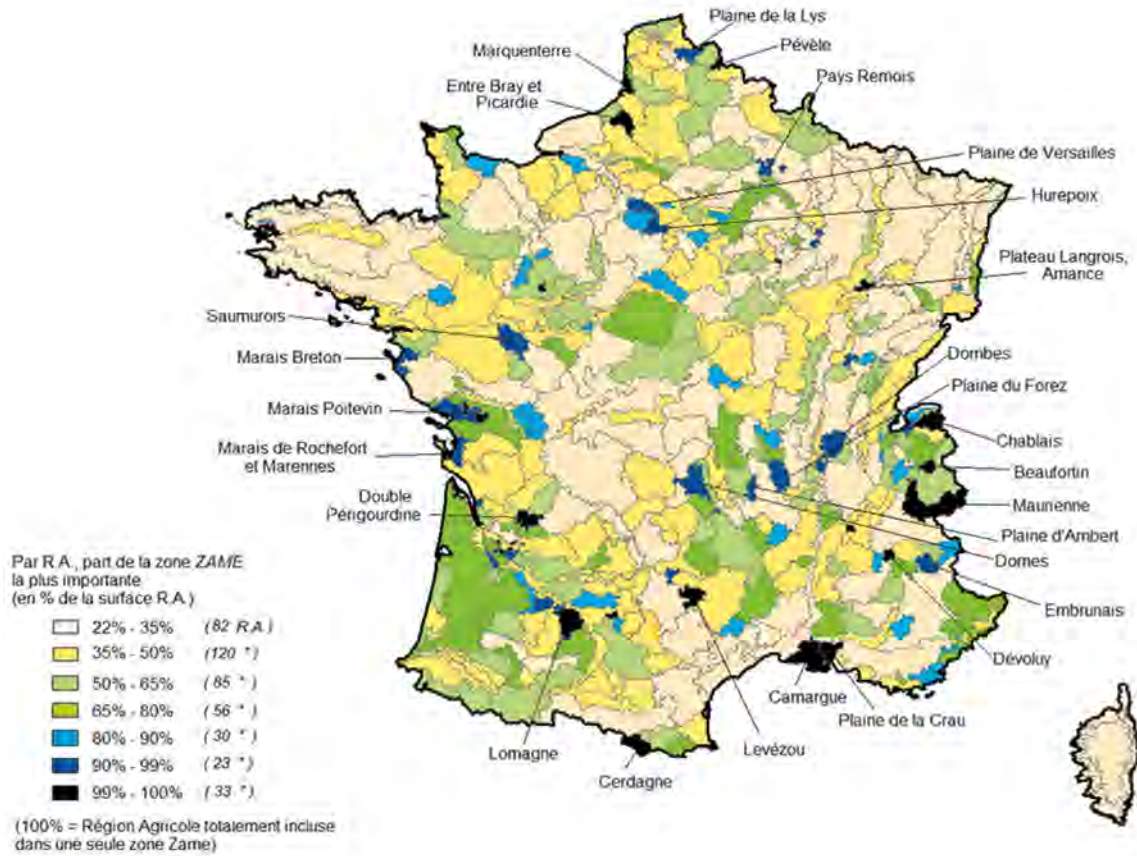 Plaine de la Lys
Marquenterre
Pévèle
Pays Remois
Entre Bray et
Picardie
Plaine de Versailles
Hurepoix
Plateau Langrois,
Amance
Saumurois
Marais Breton
Dombes
Plaine du Forez
Marais Poitevin
Chablais
Marais de Rochefort
et Marennes
Beaufortin
Double
Périgourdine
Maurienne
Plaine d'Ambert
Domes
Embrunais
Dévoluy
Camargue
Plaine de la Crau
Levézou
Lomagne
Cerdagne
Par R.A., part de la zone ZAME
la plus importante
(en % de la surface R.A.)
22% - 35% (82 R.A.)
35% - 50% (120 ")
50% - 65% (85 ")
65% - 80% (56 ")
80% - 90% (30 ")
90% - 99% (23 ")
99% - 100% (33 ")
(100% = Région Agricole totalement incluse
dans une seule zone Zame)